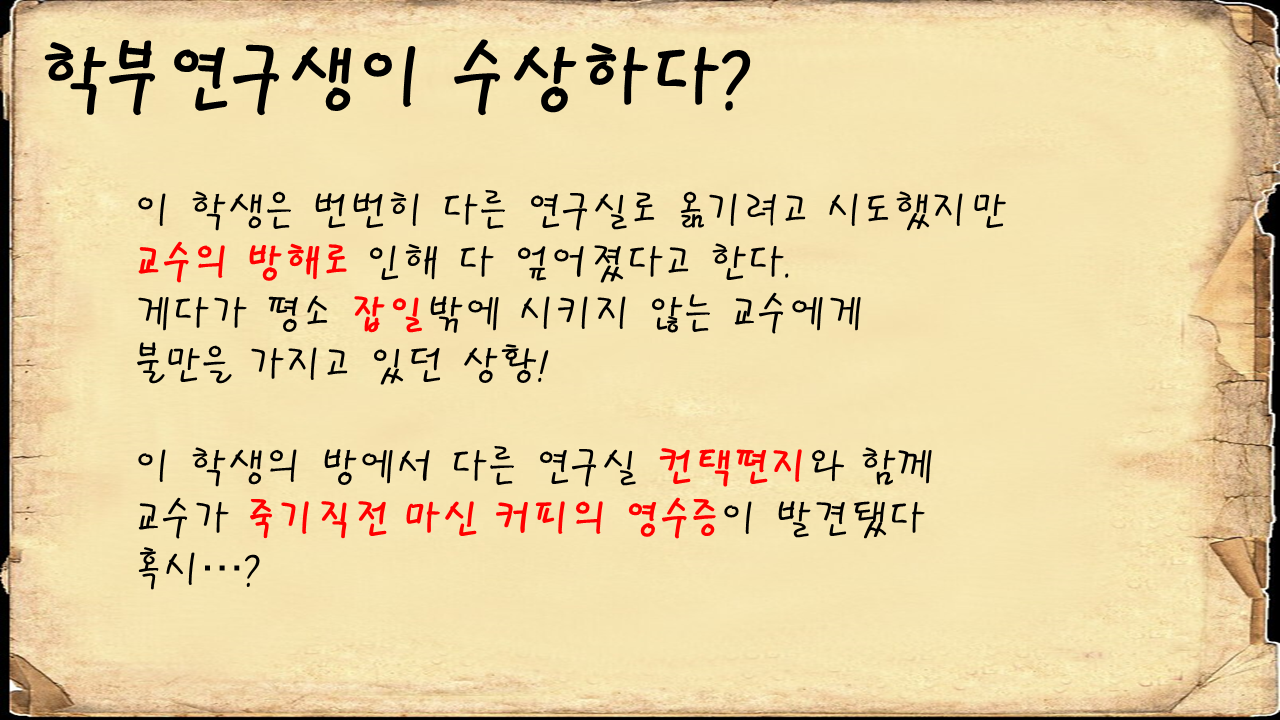 학부연구생이 수상하다?
이 학생은 번번히 다른 연구실로 옮기려고 시도했지만
교수의 방해로 인해 다 엎어졌다고 한다.
게다가 평소 잡일밖에 시키지 않는 교수에게
불만을 가지고 있던 상황!
이 학생의 방에서 다른 연구실 컨택편지와 함께
교수가 죽기직전 마신 커피의 영수증이 발견됐다
혹시…?